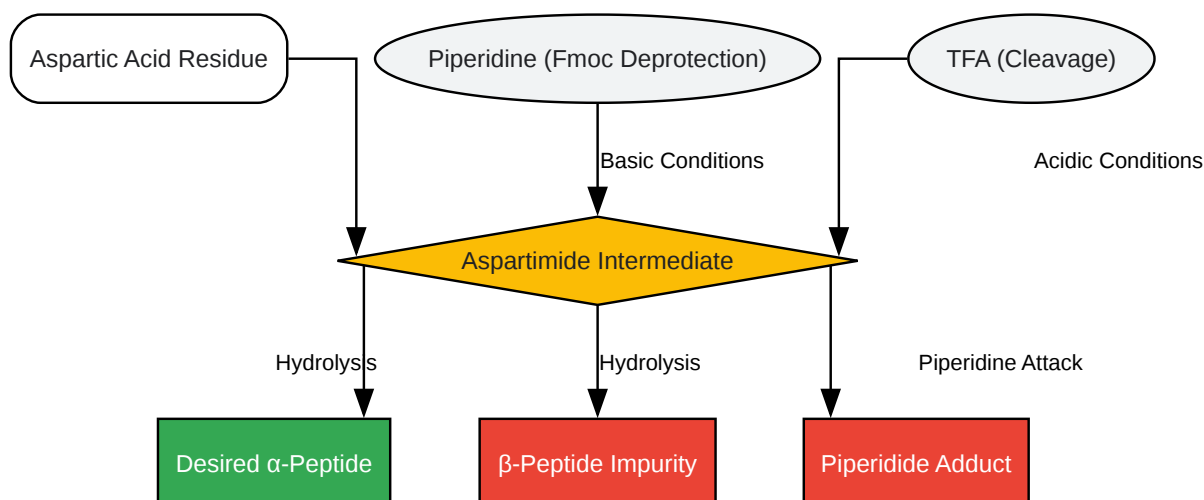 Aspartic Acid Residue
Piperidine (Fmoc Deprotection)
TFA (Cleavage)
Basic Conditions
Acidic Conditions
Aspartimide Intermediate
Hydrolysis
Hydrolysis
Piperidine Attack
Desired α-Peptide
β-Peptide Impurity
Piperidide Adduct